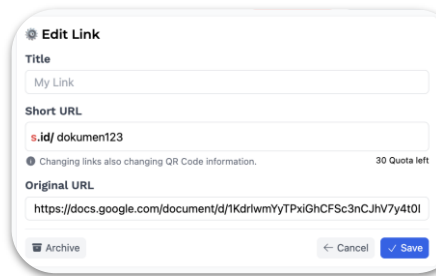 Edit Link
Title
My Link
Short URL
s.id/ dokumen123
Changing links also changing QR Code information. 30 Quota left
Original URL
https://docs.google.com/document/d/1KdrlwmYyTPxiGhCFSc3nCJhV7y4t0l
Archive ← Cancel ✓ Save